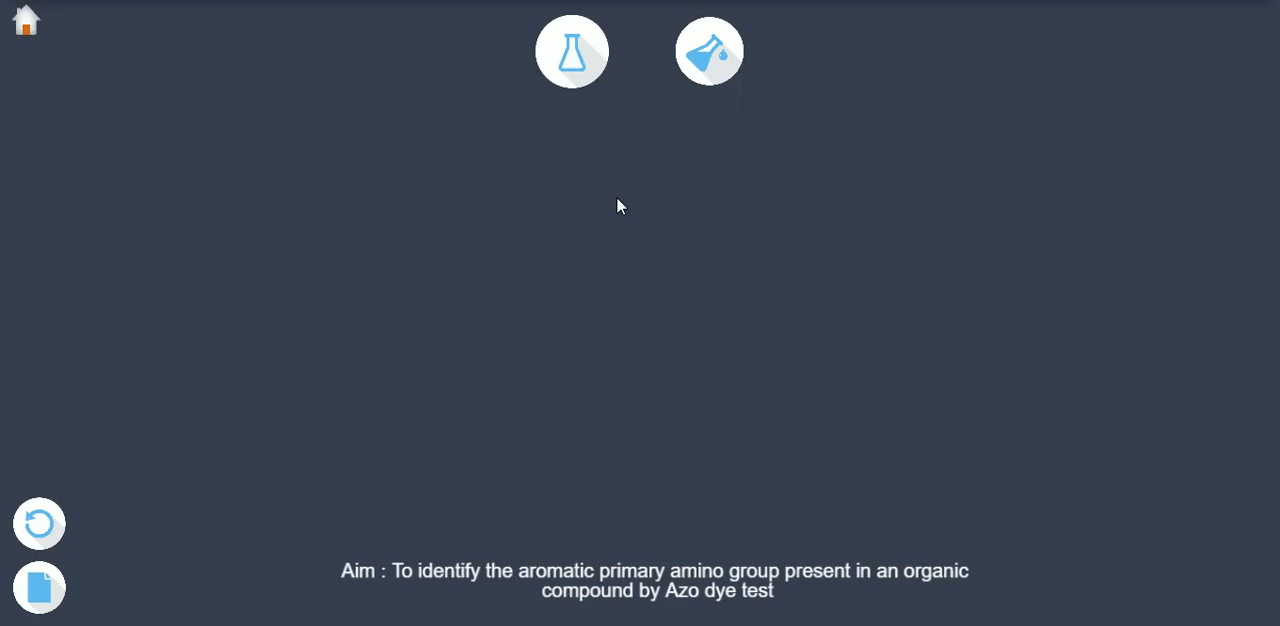 Aim : To identify the aromatic primary amino group present in an organic
compound by Azo dye test